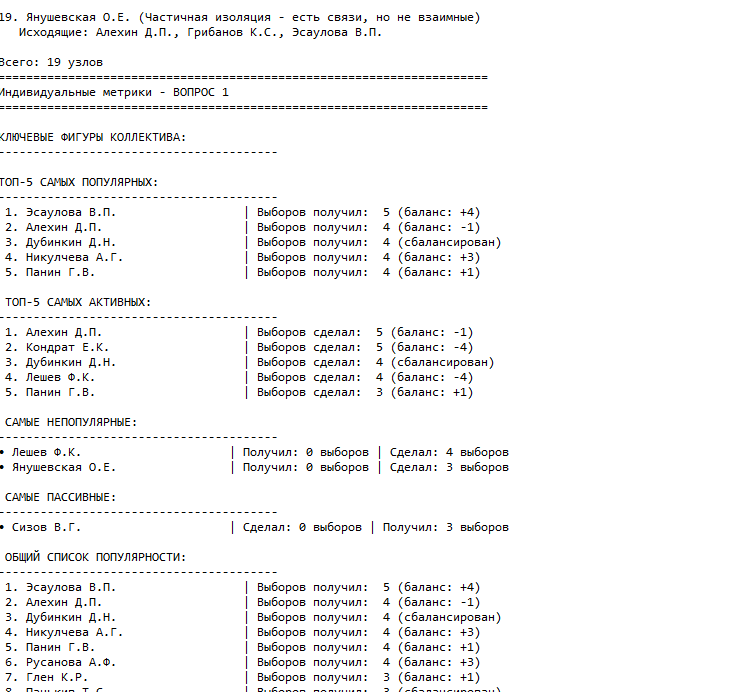 19. Янушевская О.Е. (Частичная изоляция - есть связи, но не взаимные)
Исходящие: Алехин Д.П., Грибанов К.С., Эсаулова В.П.
Всего: 19 узлов
======================================================================
Индивидуальные метрики - ВОПРОС 1
======================================================================
КЛЮЧЕВЫЕ ФИГУРЫ КОЛЛЕКТИВА:
----------------------------------------
ТОП-5 САМЫХ ПОПУЛЯРНЫХ:
----------------------------------------
1. Эсаулова В.П. | Выборов получил: 5 (баланс: +4)
2. Алехин Д.П. | Выборов получил: 4 (баланс: -1)
3. Дубинкин Д.Н. | Выборов получил: 4 (сбалансирован)
4. Никулчева А.Г. | Выборов получил: 4 (баланс: +3)
5. Панин Г.В. | Выборов получил: 4 (баланс: +1)
ТОП-5 САМЫХ АКТИВНЫХ:
----------------------------------------
1. Алехин Д.П. | Выборов сделал: 5 (баланс: -1)
2. Кондрат Е.К. | Выборов сделал: 5 (баланс: -4)
3. Дубинкин Д.Н. | Выборов сделал: 4 (сбалансирован)
4. Лешев Ф.К. | Выборов сделал: 4 (баланс: -4)
5. Панин Г.В. | Выборов сделал: 3 (баланс: +1)
САМЫЕ НЕПОПУЛЯРНЫЕ:
----------------------------------------
• Лешев Ф.К. | Получил: 0 выборов | Сделал: 4 выборов
• Янушевская О.Е. | Получил: 0 выборов | Сделал: 3 выборов
САМЫЕ ПАССИВНЫЕ:
----------------------------------------
• Сизов В.Г. | Сделал: 0 выборов | Получил: 3 выборов
ОБЩИЙ СПИСОК ПОПУЛЯРНОСТИ:
----------------------------------------
1. Эсаулова В.П. | Выборов получил: 5 (баланс: +4)
2. Алехин Д.П. | Выборов получил: 4 (баланс: -1)
3. Дубинкин Д.Н. | Выборов получил: 4 (сбалансирован)
4. Никулчева А.Г. | Выборов получил: 4 (баланс: +3)
5. Панин Г.В. | Выборов получил: 4 (баланс: +1)
6. Русанова А.Ф. | Выборов получил: 4 (баланс: +3)
7. Глен К.Р. | Выборов получил: 3 (баланс: +1)
8. Панькив Т.С. | Выборов получил: 3 (сбалансирован)